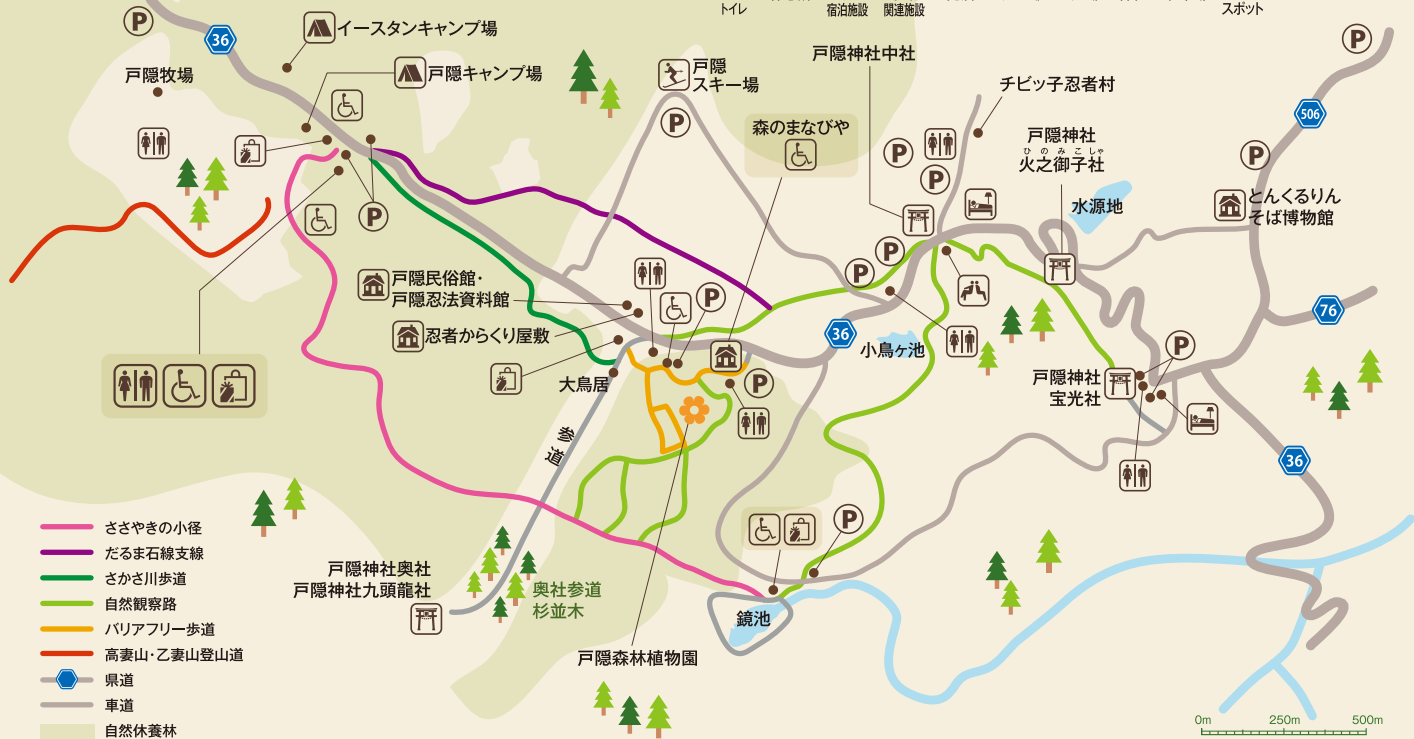 トイレ
宿泊施設
関連施設
スポット
P
36
イースタンキャンプ場
戸隠牧場
戸隠キャンプ場
戸隠
スキー場
P
戸隠神社中社
チビッ子忍者村
P
506
森のまなびや
P
P
戸隠神社
ひのみこしゃ
火之御子社
P
水源地
とんくるりん
そば博物館
P
P
P
戸隠民俗館・
戸隠忍法資料館
P
忍者からくり屋敷
36
小鳥ヶ池
76
大鳥居
P
戸隠神社
宝光社
P
参道
36
P
ささやきの小径
だるま石線支線
さかさ川歩道
自然観察路
バリアフリー歩道
高妻山・乙妻山登山道
県道
車道
自然休養林
戸隠神社奥社
戸隠神社九頭龍社
奥社参道
杉並木
鏡池
戸隠森林植物園
0m 250m 500m